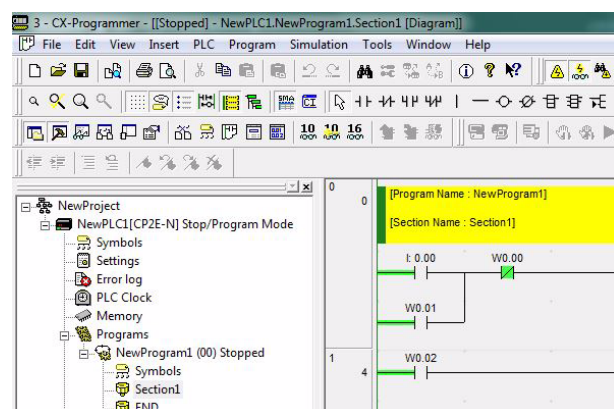 3 - CX-Programmer - [[Stopped] - NewPLC1.NewProgram1.Section1 [Diagram]]
File Edit View Insert PLC Program Simulation Tools Window Help
SMA
10 10 16
NewProject
NewPLC1[CP2E-N] Stop/Program Mode
Symbols
Settings
Error log
PLC Clock
Memory
Programs
NewProgram1 (00) Stopped
Symbols
Section1
END
0
0
[Program Name : NewProgram1]
[Section Name : Section1]
I: 0.00 W0.00
W0.01
1
4
W0.02